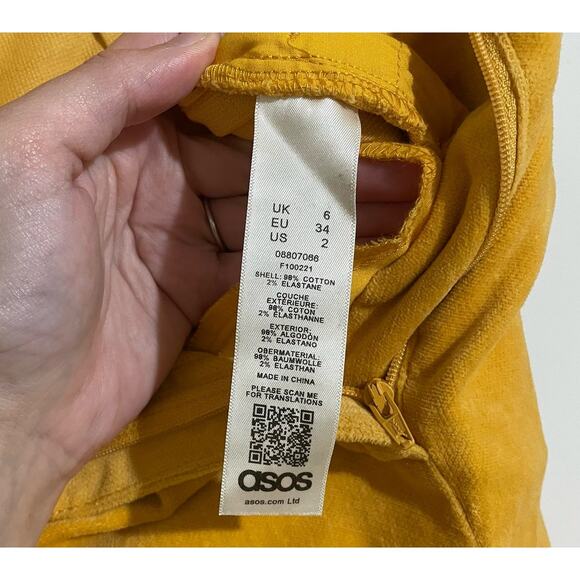 UK 6
EU 34
US 2
08807066
F100221
SHELL: 98% COTTON
2% ELASTANE
COUCHE
EXTÉRIEURE:
98% COTON
2% ELASTHANNE
EXTERIOR:
98% ALGODÓN
2% ELASTANO
OBERMATERIAL:
98% BAUMWOLLE
2% ELASTHAN
MADE IN CHINA
PLEASE SCAN ME
FOR TRANSLATIONS
asos
asos.com Ltd